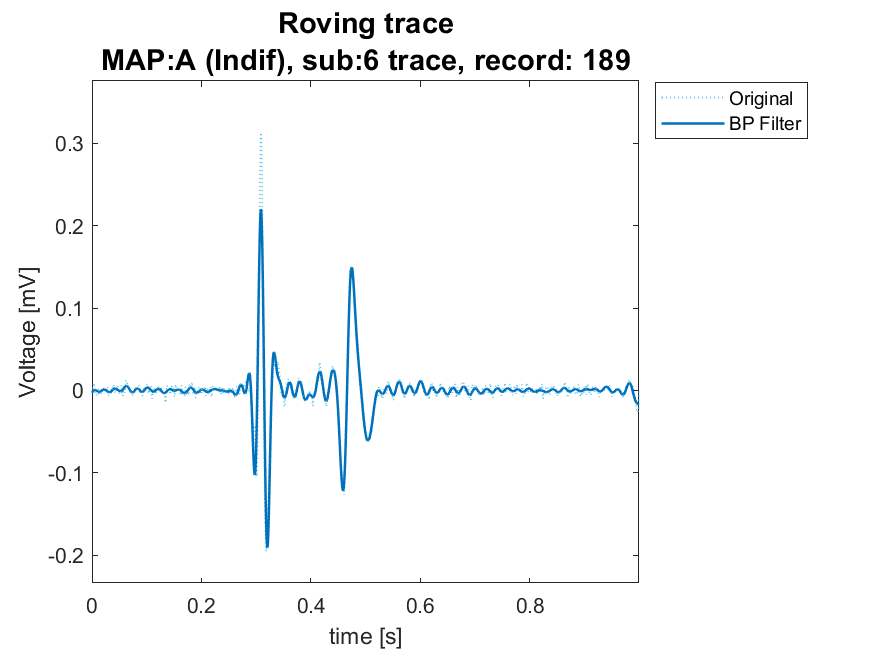 Roving trace
MAP:A (Indif), sub:6 trace, record: 189
Original
BP Filter
0.3
0.2
0.1
0
-0.1
-0.2
Voltage [mV]
0
0.2
0.4
0.6
0.8
time [s]